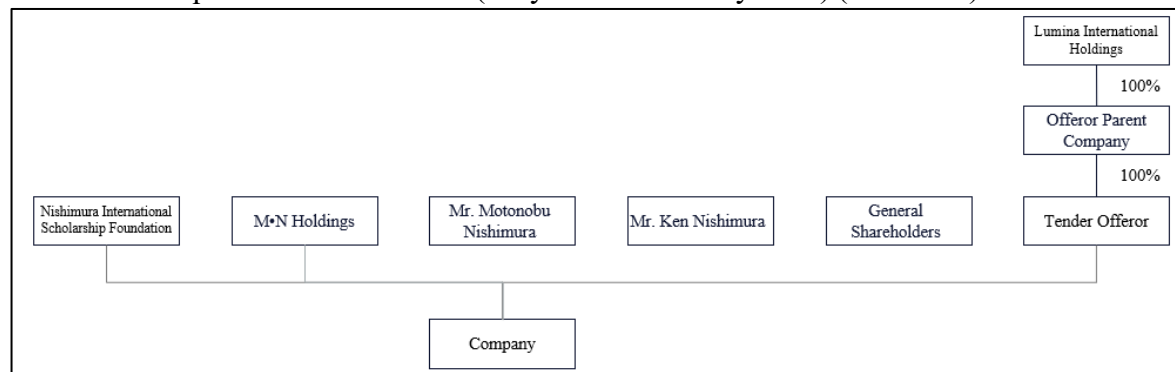 Lumina International
Holdings
100%
Offeror Parent
Company
100%
Nishimura International
Scholarship Foundation
M•N Holdings
Mr. Motonobu
Nishimura
Mr. Ken Nishimura
General
Shareholders
Tender Offeror
Company